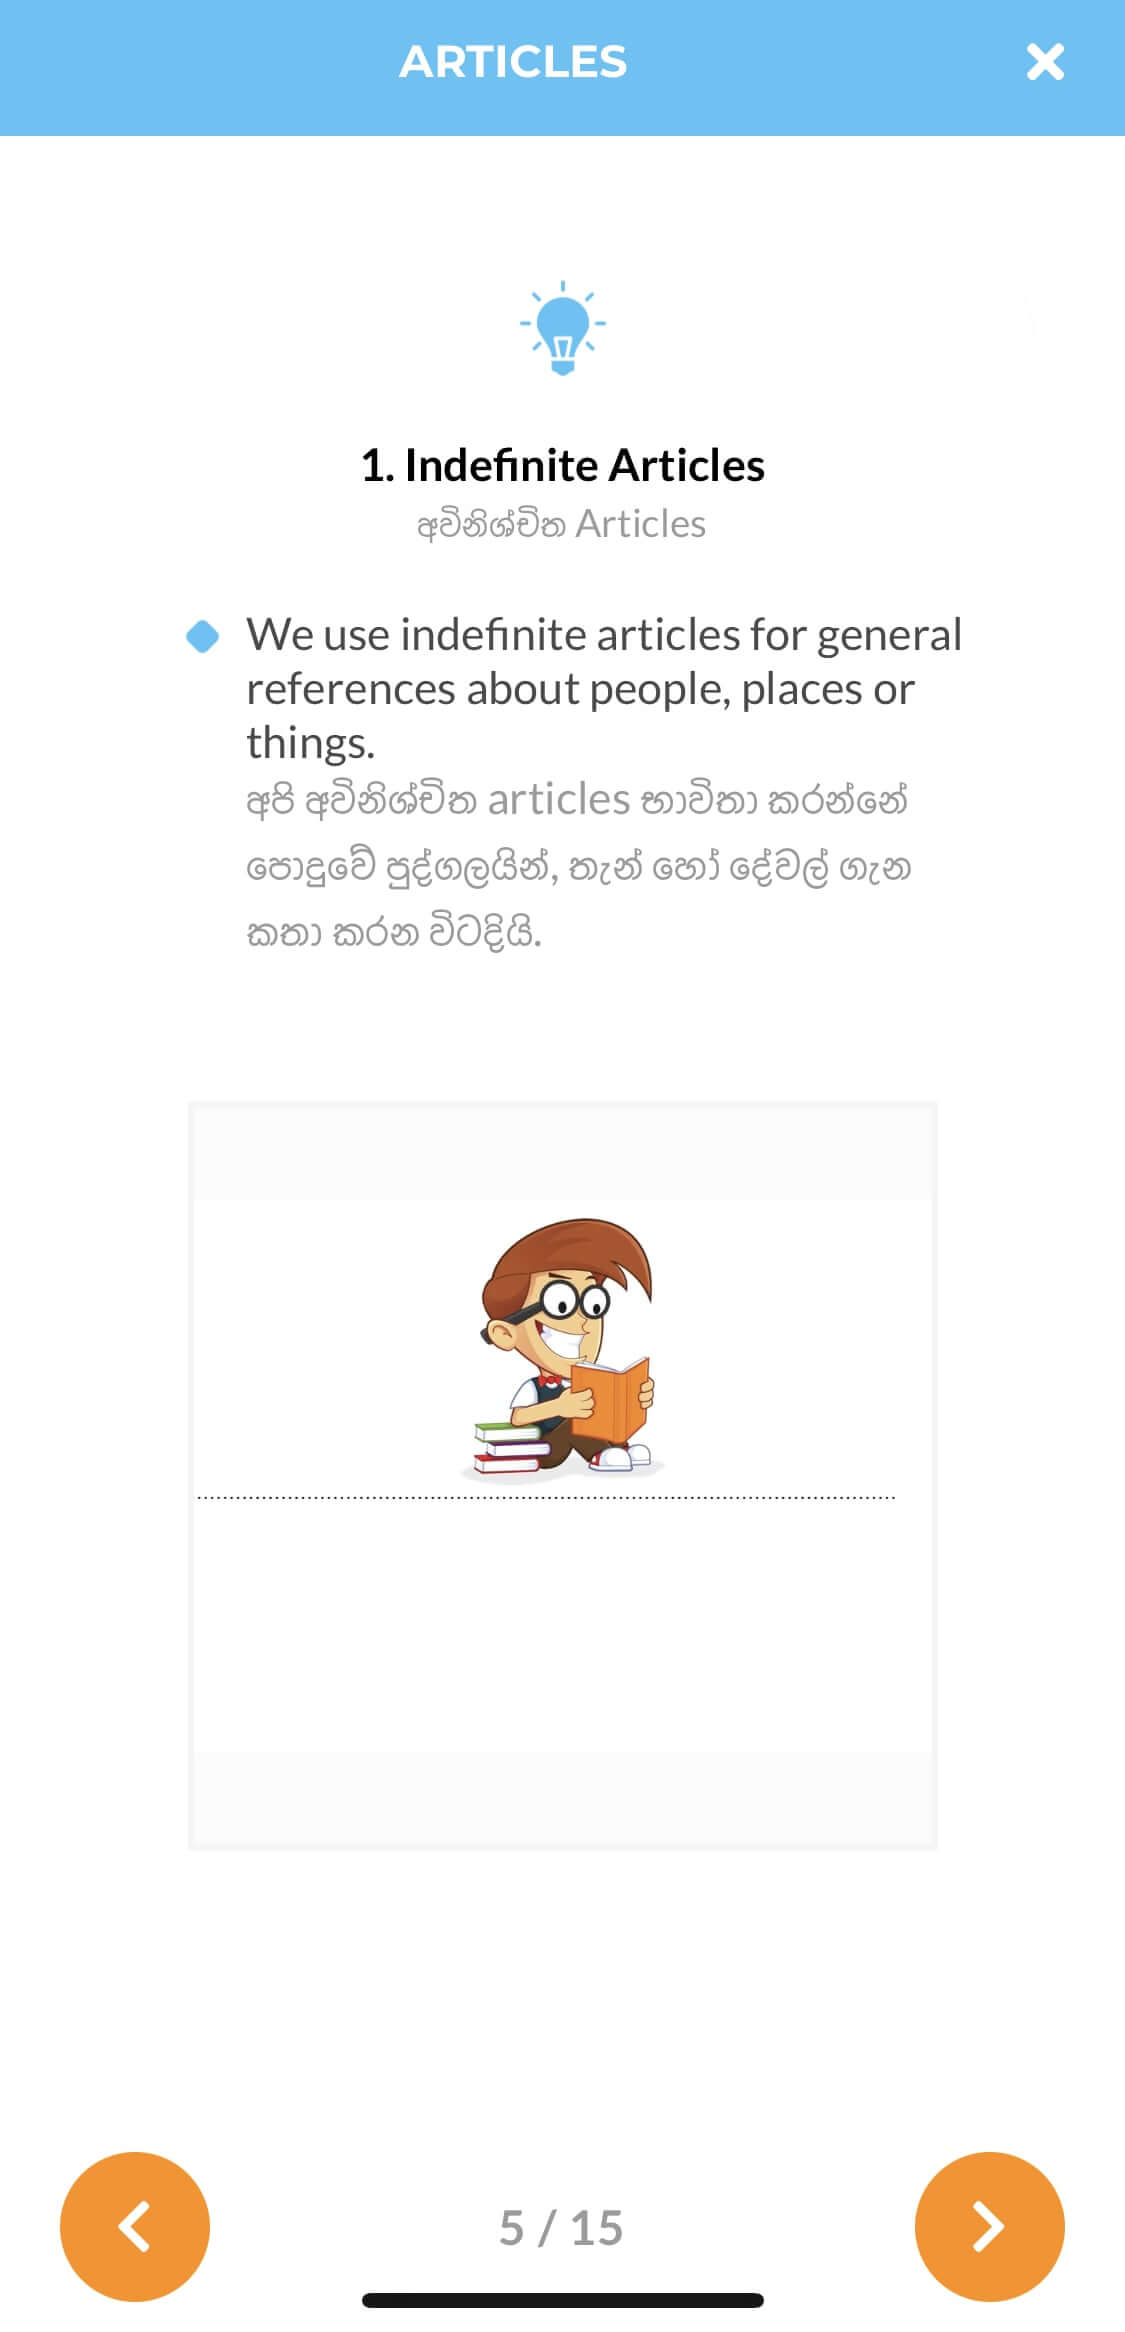 ARTICLES
1. Indefinite Articles
අවිනිශ්චිත Articles
We use indefinite articles for general
references about people, places or
things.
අපි අවිනිශ්චිත articles භාවිතා කරන්නේ
පොදුවේ පුද්ගලයින්, තැන් හෝ දේවල් ගැන
කතා කරන විටදියි.
5 / 15